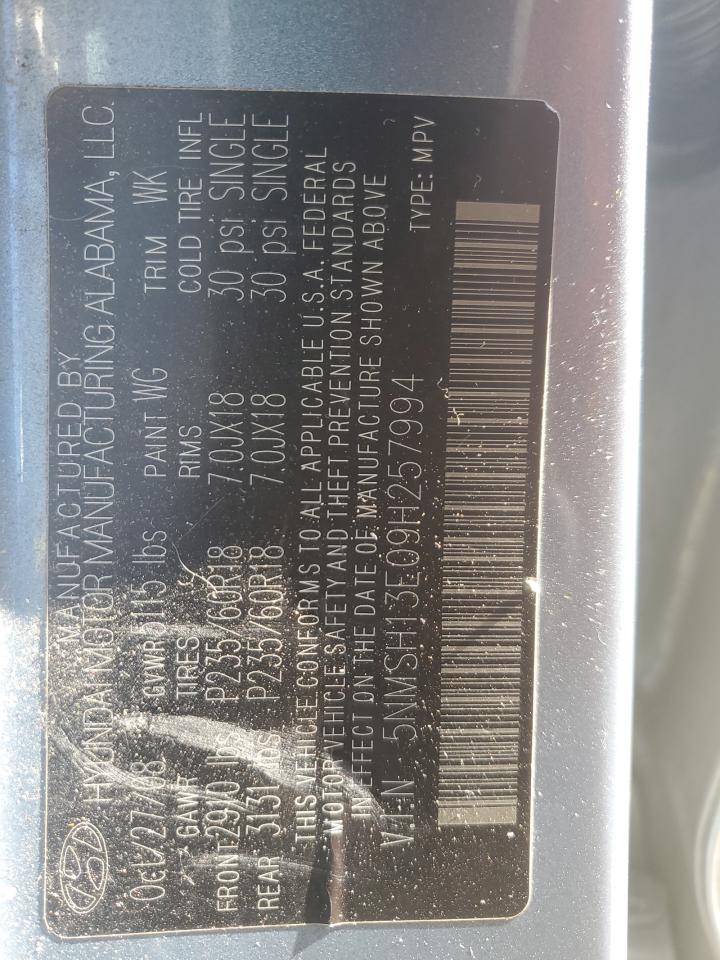 MANUFACTURED BY
HYUNDAI MOTOR MANUFACTURING ALABAMA, LLC.
Oct/27/08 GVWR 5115 lbs PAINT WG TRIM WK
GAWR TIRES RIMS COLD TIRE INFL
FRONT 2910 lbs P235/60R18 7.0JX18 30 psi SINGLE
REAR 3131 lbs P235/60R18 7.0JX18 30 psi SINGLE
THIS VEHICLE CONFORMS TO ALL APPLICABLE U.S.A. FEDERAL
MOTOR VEHICLE SAFETY AND THEFT PREVENTION STANDARDS
IN EFFECT ON THE DATE OF MANUFACTURE SHOWN ABOVE
V.I.N 5NMSH13E09H257994 TYPE: MPV